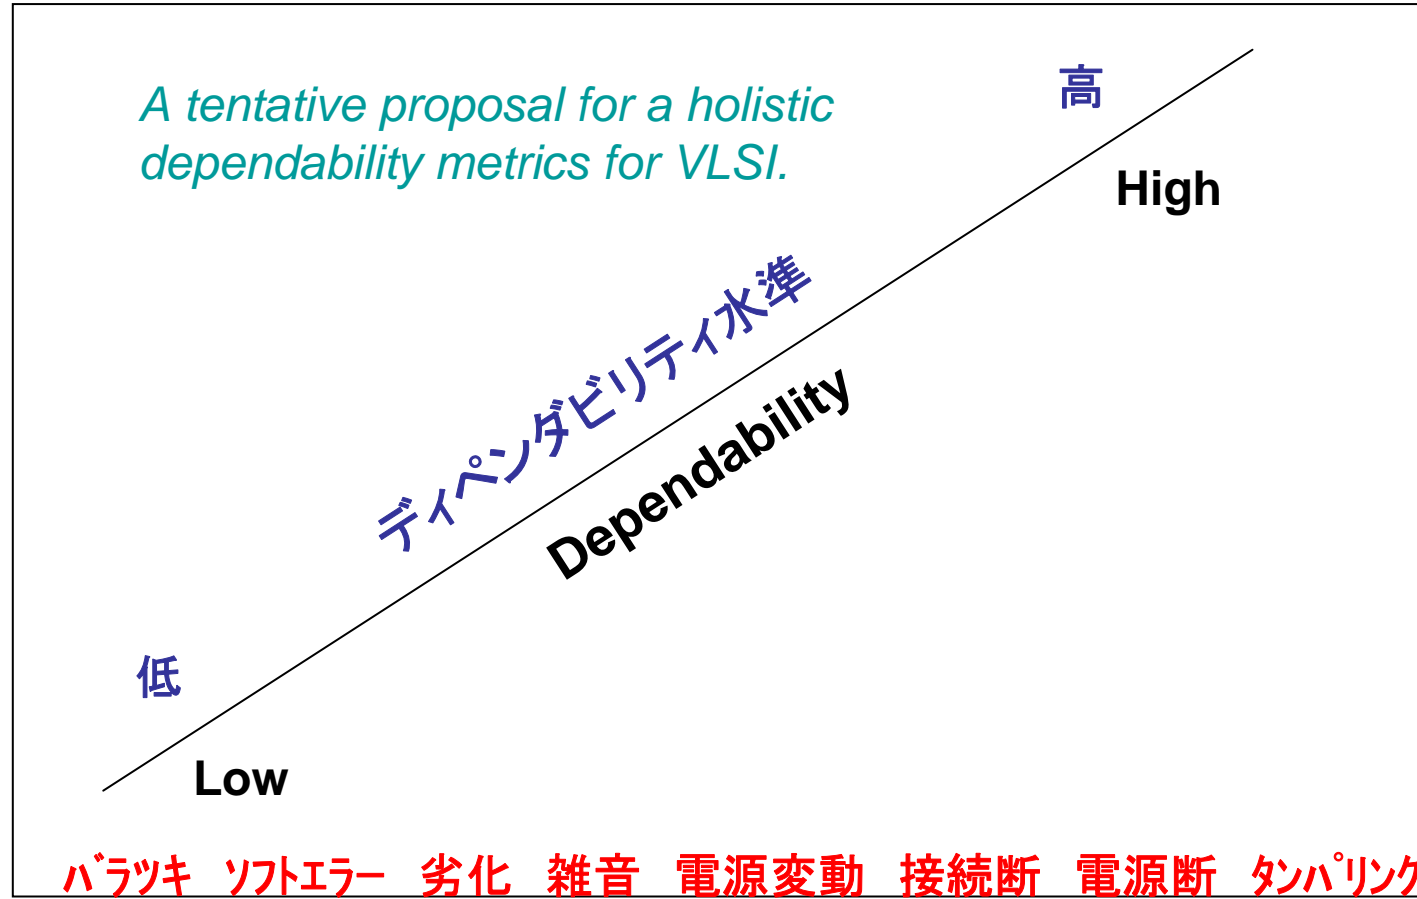 A tentative proposal for a holistic
dependability metrics for VLSI.
高
High
ディペンダビリティ水準
Dependability
低
Low
バラツキ ソフトエラー 劣化 雑音 電源変動 接続断 電源断 タンパリング